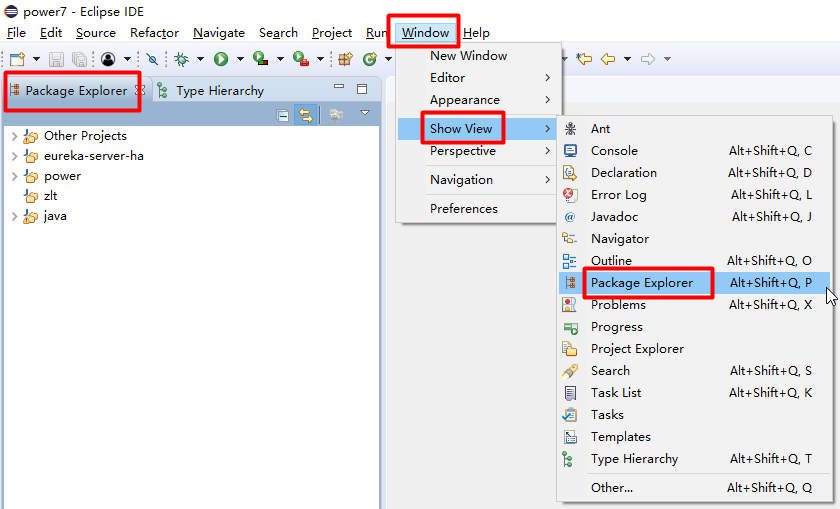 power7 - Eclipse IDE
File Edit Source Refactor Navigate Search Project Run Window Help
Package Explorer Type Hierarchy
Other Projects
eureka-server-ha
power
zlt
java
New Window
Editor
Appearance
Show View
Perspective
Navigation
Preferences
Ant
Console Alt+Shift+Q, C
Declaration Alt+Shift+Q, D
Error Log Alt+Shift+Q, L
Javadoc Alt+Shift+Q, J
Navigator
Outline Alt+Shift+Q, O
Package Explorer Alt+Shift+Q, P
Problems Alt+Shift+Q, X
Progress
Project Explorer
Search Alt+Shift+Q, S
Task List Alt+Shift+Q, K
Tasks
Templates
Type Hierarchy Alt+Shift+Q, T
Other... Alt+Shift+Q, Q